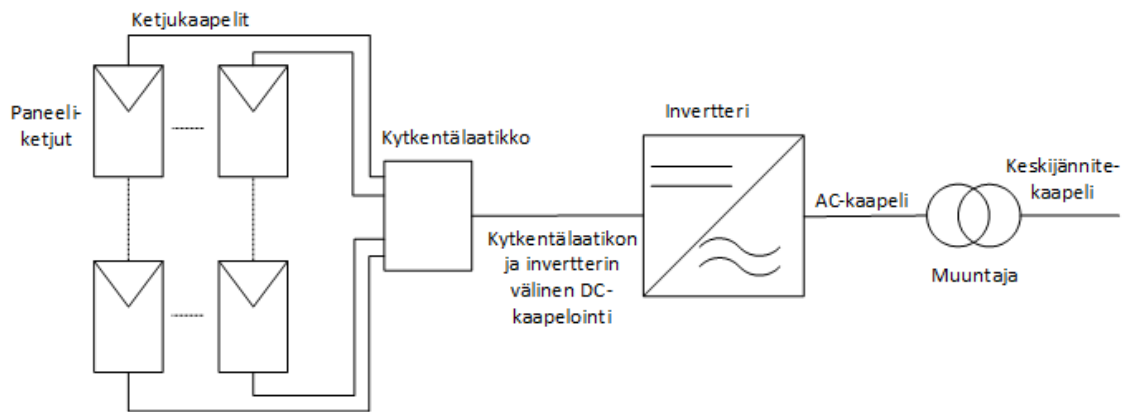 Ketjukaapelit
Paneeli-
ketjut
Kytkentälaatikko
Kytkentälaatikon
ja invertterin
välinen DC-
kaapelointi
Invertteri
AC-kaapeli
Muuntaja
Keskijännite-
kaapeli